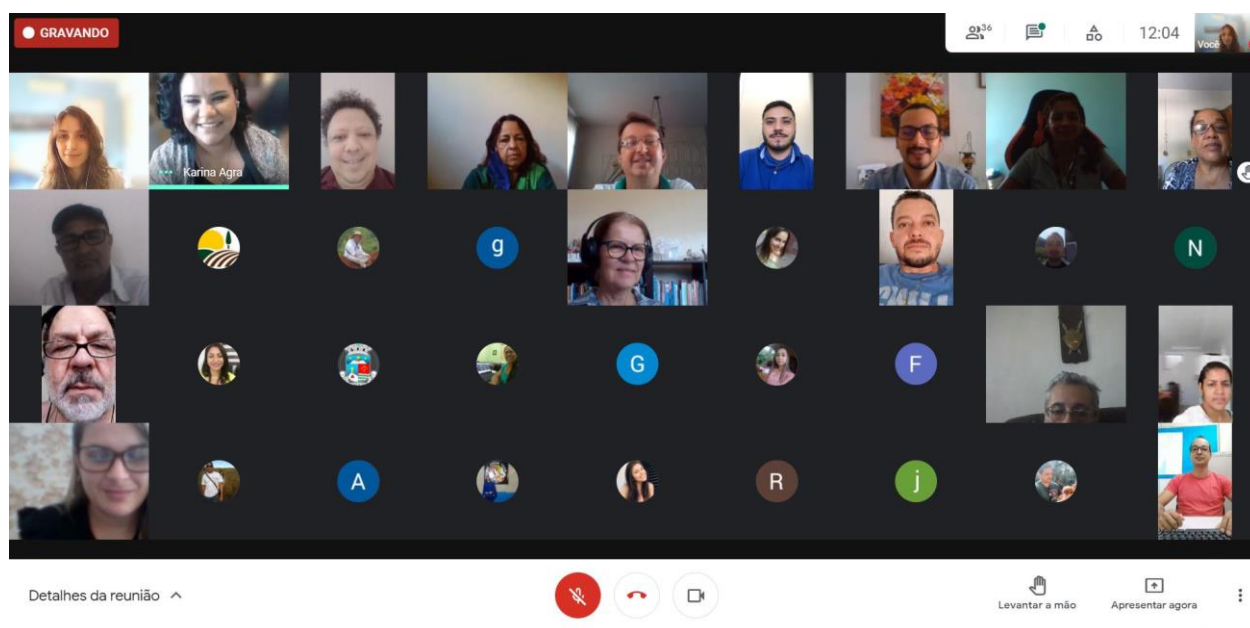 GRAVANDO
36
12:04
Você
Karina Agra
g
N
G
F
A
R
j
Detalhes da reunião
Levantar a mão
Apresentar agora